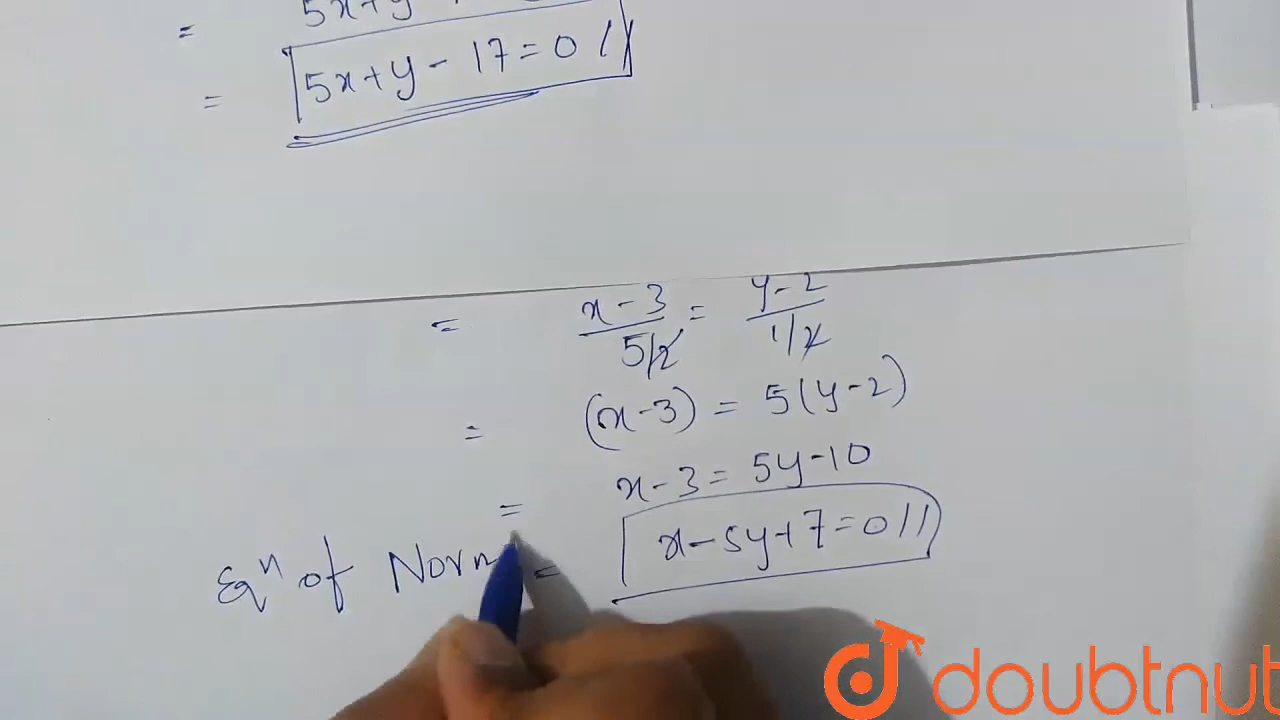 = 5x+y
= 5x+y-17=0//
= x-3/5/2 = y-2/1/2
= (x-3) = 5(y-2)
= x-3 = 5y-10
Eqⁿ of Norm = x-5y+7=0//
doubtnut